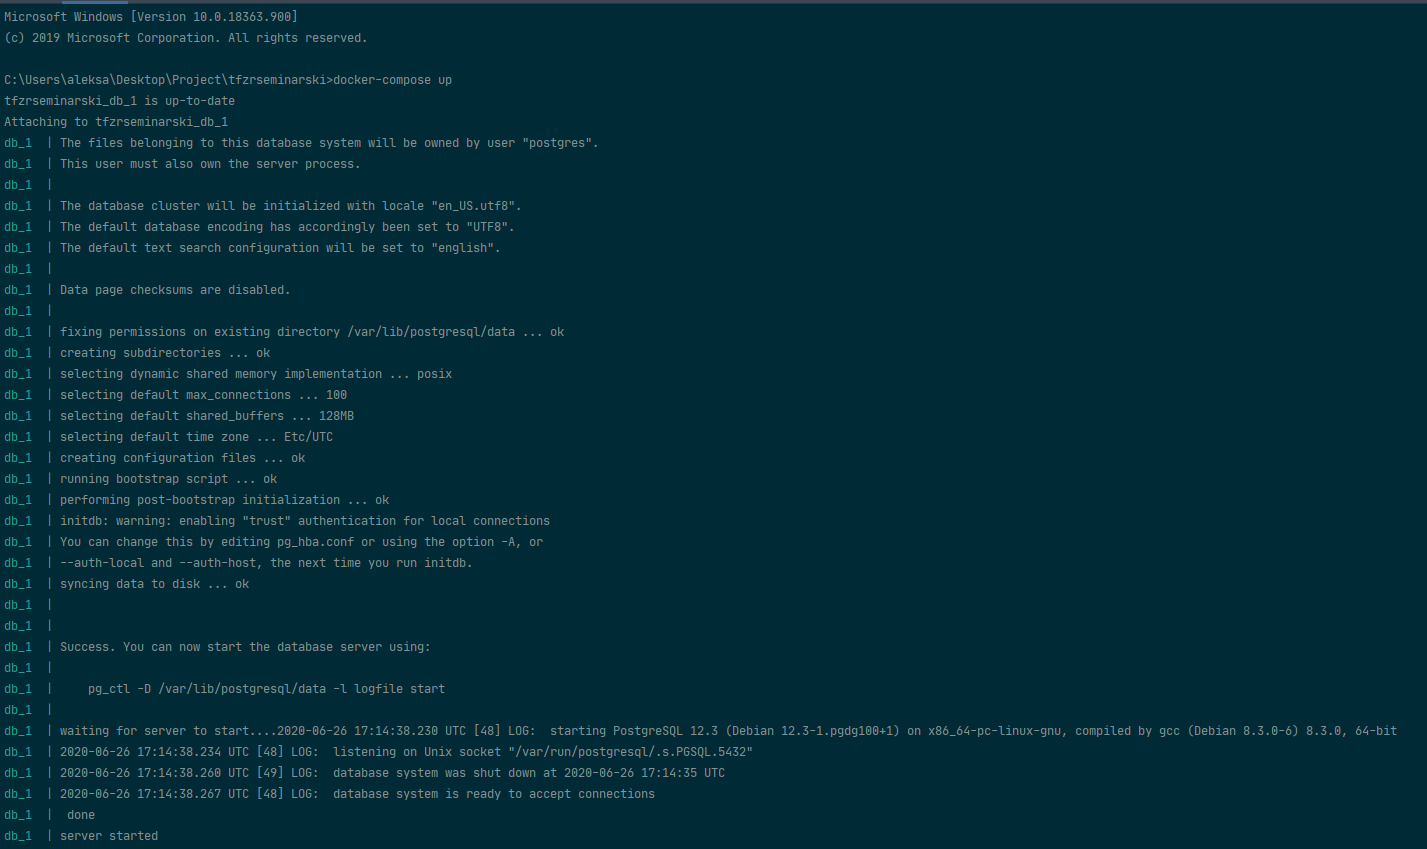 Microsoft Windows [Version 10.0.18363.900]
(c) 2019 Microsoft Corporation. All rights reserved.
C:\Users\aleksa\Desktop\Project\tfzrseminarski>docker-compose up
tfzrseminarski_db_1 is up-to-date
Attaching to tfzrseminarski_db_1
db_1  | The files belonging to this database system will be owned by user "postgres".
db_1  | This user must also own the server process.
db_1  |
db_1  | The database cluster will be initialized with locale "en_US.utf8".
db_1  | The default database encoding has accordingly been set to "UTF8".
db_1  | The default text search configuration will be set to "english".
db_1  |
db_1  | Data page checksums are disabled.
db_1  |
db_1  | fixing permissions on existing directory /var/lib/postgresql/data ... ok
db_1  | creating subdirectories ... ok
db_1  | selecting dynamic shared memory implementation ... posix
db_1  | selecting default max_connections ... 100
db_1  | selecting default shared_buffers ... 128MB
db_1  | selecting default time zone ... Etc/UTC
db_1  | creating configuration files ... ok
db_1  | running bootstrap script ... ok
db_1  | performing post-bootstrap initialization ... ok
db_1  | initdb: warning: enabling "trust" authentication for local connections
db_1  | You can change this by editing pg_hba.conf or using the option -A, or
db_1  | --auth-local and --auth-host, the next time you run initdb.
db_1  | syncing data to disk ... ok
db_1  |
db_1  |
db_1  | Success. You can now start the database server using:
db_1  |
db_1  |     pg_ctl -D /var/lib/postgresql/data -l logfile start
db_1  |
db_1  | waiting for server to start....2020-06-26 17:14:38.230 UTC [48] LOG:  starting PostgreSQL 12.3 (Debian 12.3-1.pgdg100+1) on x86_64-pc-linux-gnu, compiled by gcc (Debian 8.3.0-6) 8.3.0, 64-bit
db_1  | 2020-06-26 17:14:38.234 UTC [48] LOG:  listening on Unix socket "/var/run/postgresql/.s.PGSQL.5432"
db_1  | 2020-06-26 17:14:38.260 UTC [49] LOG:  database system was shut down at 2020-06-26 17:14:35 UTC
db_1  | 2020-06-26 17:14:38.267 UTC [48] LOG:  database system is ready to accept connections
db_1  |  done
db_1  | server started